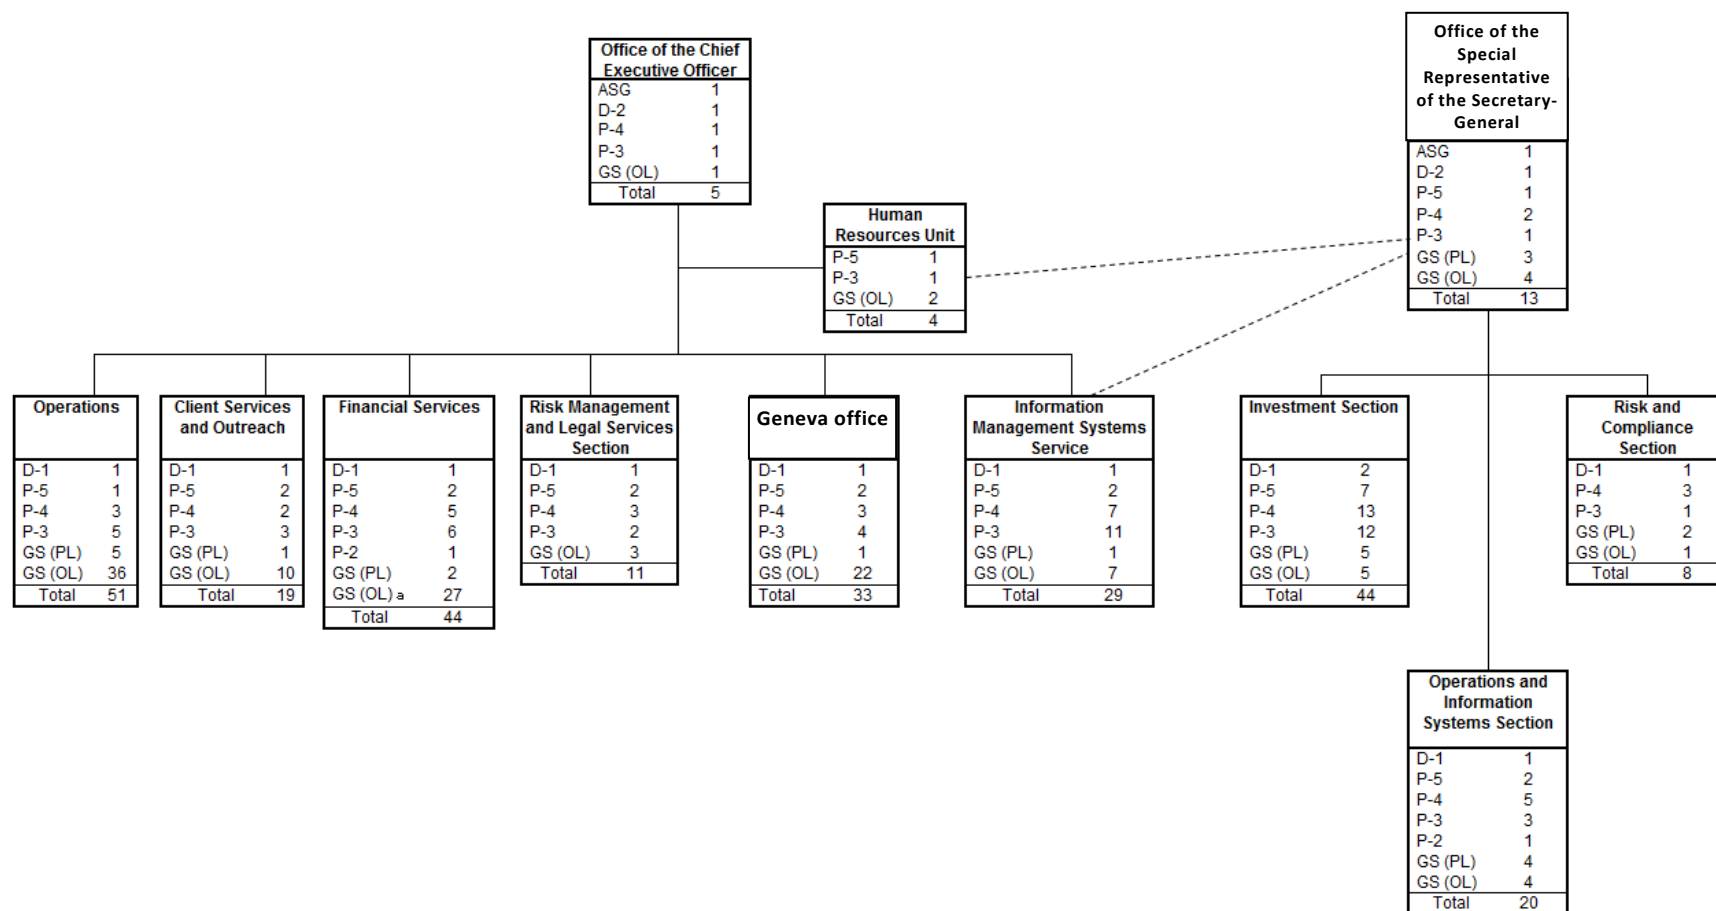 Office of the Chief
Executive Officer
ASG 1
D-2 1
P-4 1
P-3 1
GS (OL) 1
Total 5
Office of the
Special
Representative
of the Secretary-
General
ASG 1
D-2 1
P-5 1
P-4 2
P-3 1
GS (PL) 3
GS (OL) 4
Total 13
Human
Resources Unit
P-5 1
P-3 1
GS (OL) 2
Total 4
Operations
D-1 1
P-5 1
P-4 3
P-3 5
GS (PL) 5
GS (OL) 36
Total 51
Client Services
and Outreach
D-1 1
P-5 2
P-4 2
P-3 3
GS (PL) 1
GS (OL) 10
Total 19
Financial Services
D-1 1
P-5 2
P-4 5
P-3 6
P-2 1
GS (PL) 2
GS (OL) a 27
Total 44
Risk Management
and Legal Services
Section
D-1 1
P-5 2
P-4 3
P-3 2
GS (OL) 3
Total 11
Geneva office
D-1 1
P-5 2
P-4 3
P-3 4
GS (PL) 1
GS (OL) 22
Total 33
Information
Management Systems
Service
D-1 1
P-5 2
P-4 7
P-3 11
GS (PL) 1
GS (OL) 7
Total 29
Investment Section
D-1 2
P-5 7
P-4 13
P-3 12
GS (PL) 5
GS (OL) 5
Total 44
Risk and
Compliance
Section
D-1 1
P-4 3
P-3 1
GS (PL) 2
GS (OL) 1
Total 8
Operations and
Information
Systems Section
D-1 1
P-5 2
P-4 5
P-3 3
P-2 1
GS (PL) 4
GS (OL) 4
Total 20